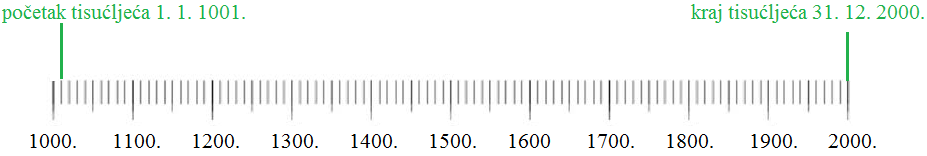 početak tisućljeća 1. 1. 1001. kraj tisućljeća 31. 12. 2000.
1000. 1100. 1200. 1300. 1400. 1500. 1600 1700. 1800. 1900. 2000.